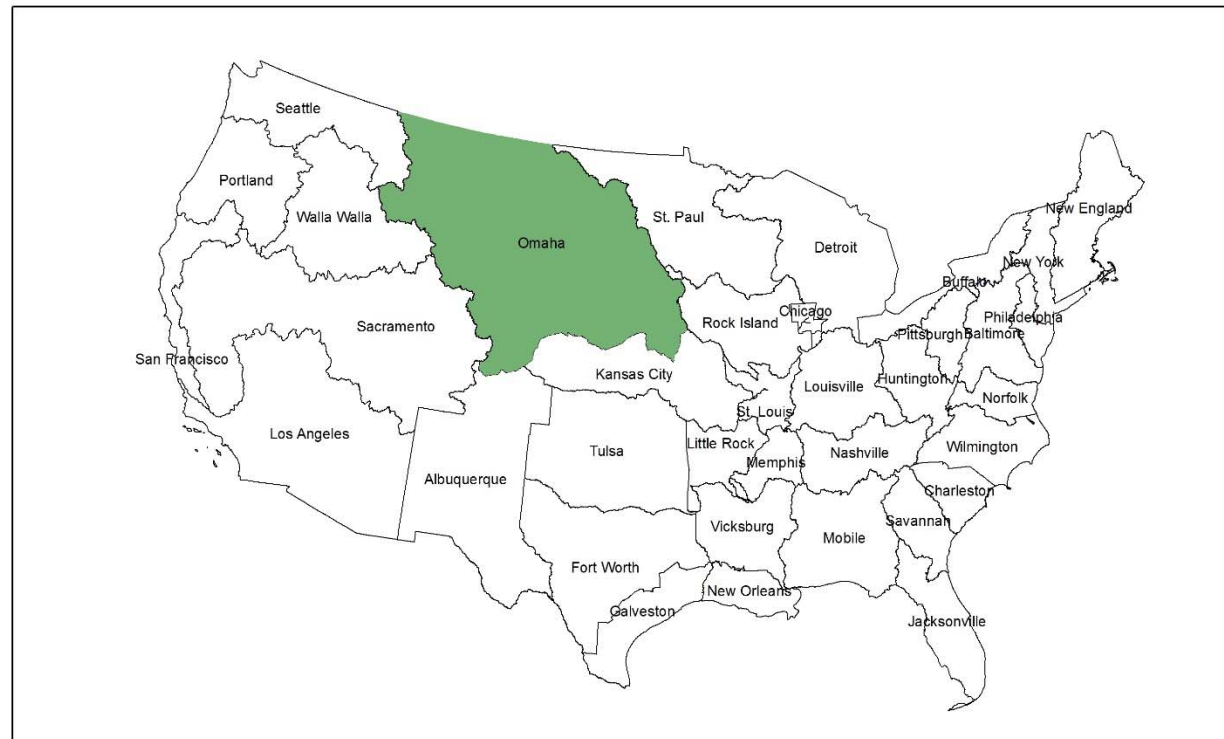 Seattle
Portland
Walla Walla
Omaha
St. Paul
Detroit
New England
New York
Buffalo
Sacramento
Rock Island
Chicago
Philadelphia
Pittsburgh
Baltimore
San Francisco
Kansas City
Louisville
Huntington
Norfolk
St. Louis
Los Angeles
Tulsa
Little Rock
Memphis
Nashville
Wilmington
Albuquerque
Charleston
Vicksburg
Savannah
Mobile
Fort Worth
New Orleans
Galveston
Jacksonville